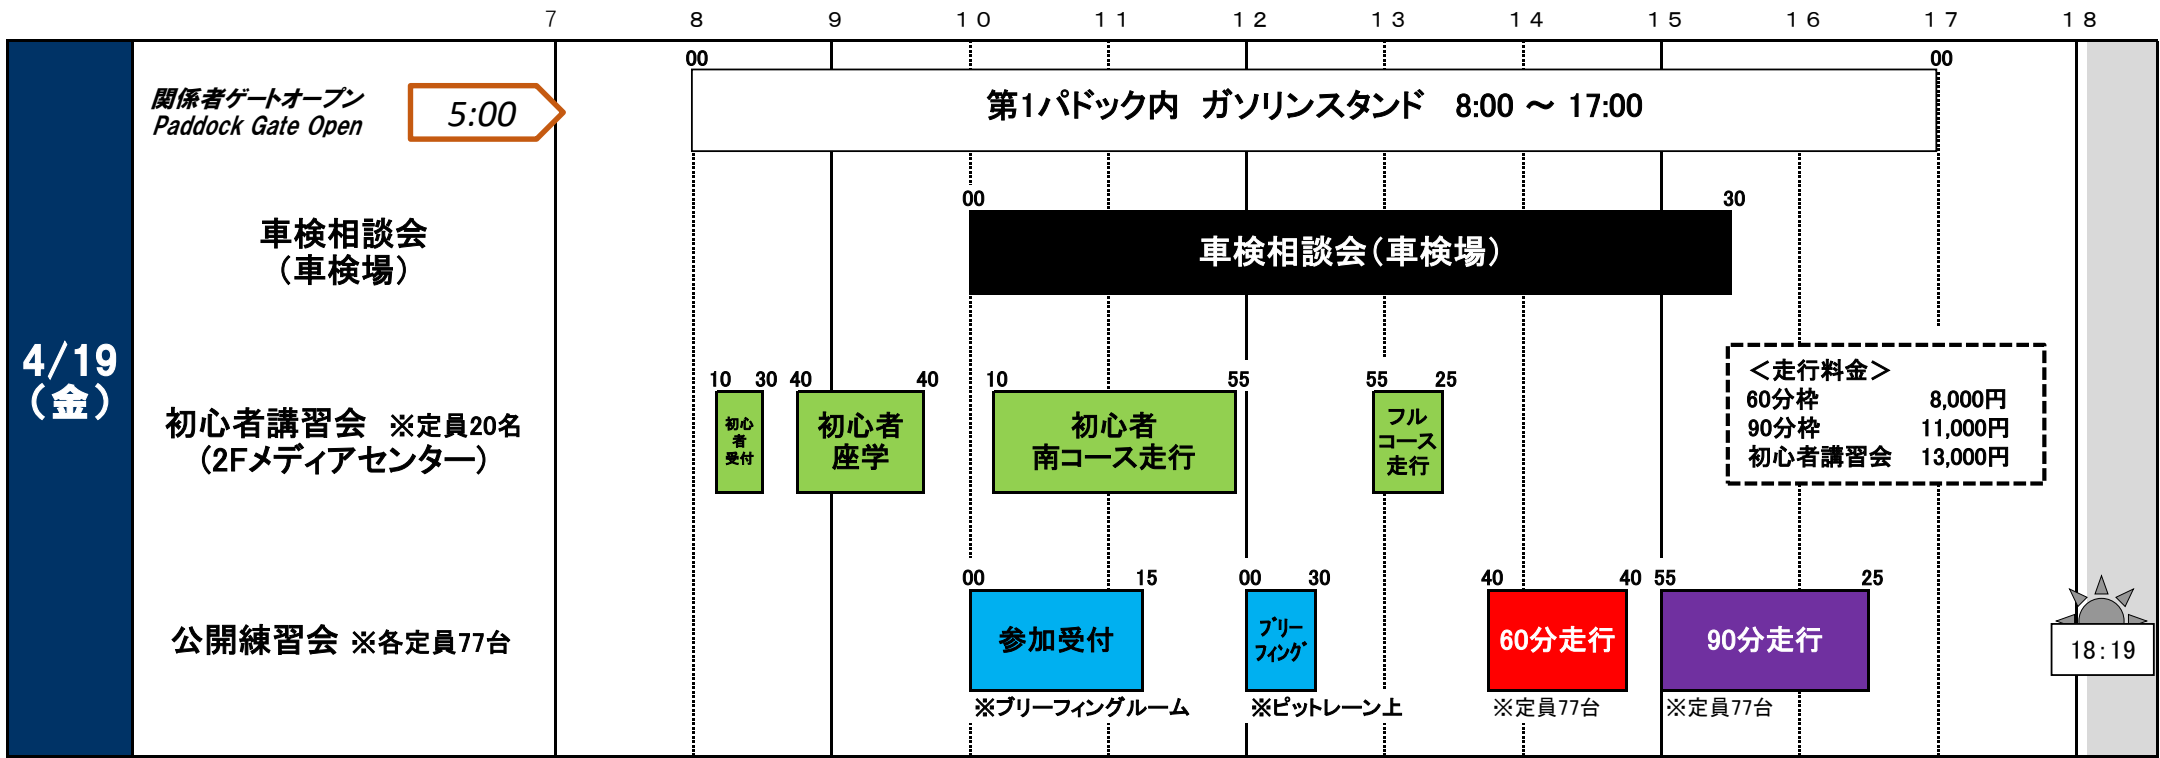 7 8 9 10 11 12 13 14 15 16 17 18
4/19
(金)
00 00
関係者ゲートオープン
Paddock Gate Open
5:00
第1パドック内 ガソリンスタンド 8:00 ～ 17:00
00 30
車検相談会
(車検場)
車検相談会(車検場)
＜走行料金＞
60分枠 8,000円
90分枠 11,000円
初心者講習会 13,000円
10 30 40 40 10 55 55 25
初心者講習会 ※定員20名
(2Fメディアセンター)
初心
者
受付
初心者
座学
初心者
南コース走行
フル
コース
走行
00 15 00 30 40 40 55 25
公開練習会 ※各定員77台
参加受付
ブリー
フィング
60分走行
90分走行
18:19
※ブリーフィングルーム
※ピットレーン上
※定員77台
※定員77台